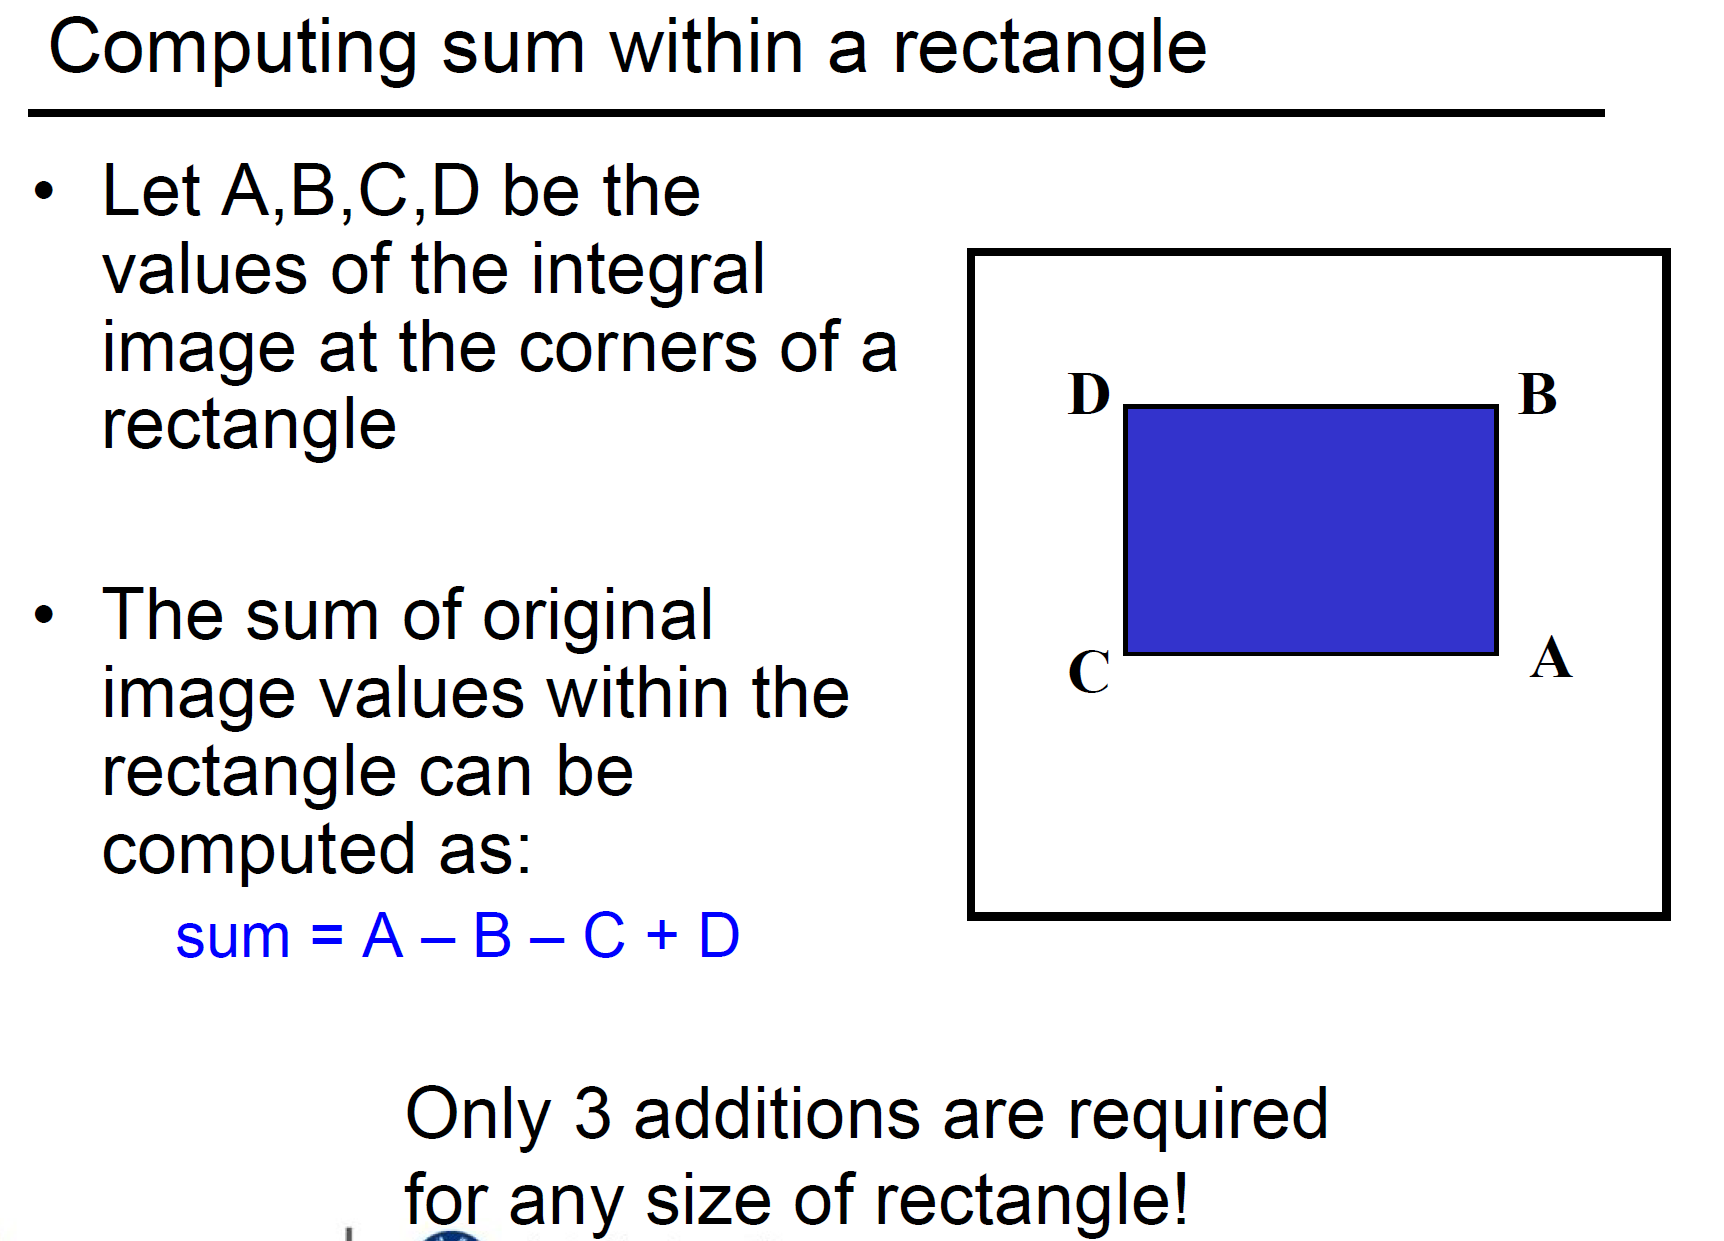 Computing sum within a rectangle
• Let A,B,C,D be the
values of the integral
image at the corners of a
rectangle
• The sum of original
image values within the
rectangle can be
computed as:
sum = A – B – C + D
D
B
C
A
Only 3 additions are required
for any size of rectangle!